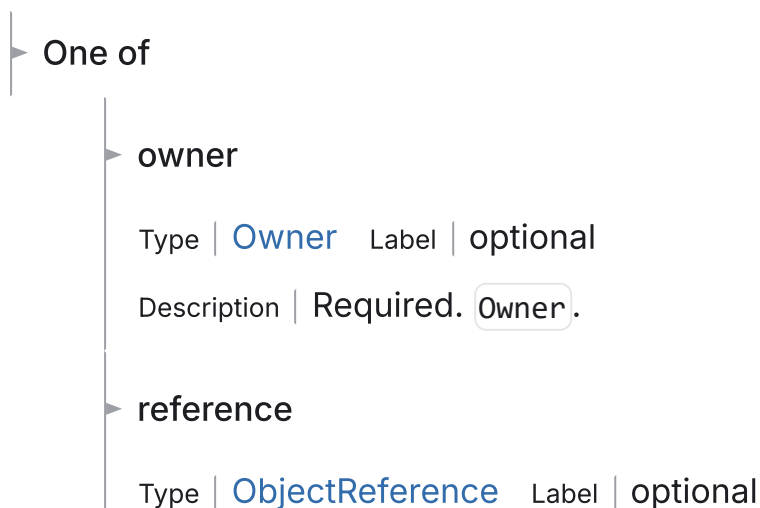 One of
owner
Type Owner Label optional
Description Required. Owner.
reference
Type ObjectReference Label optional